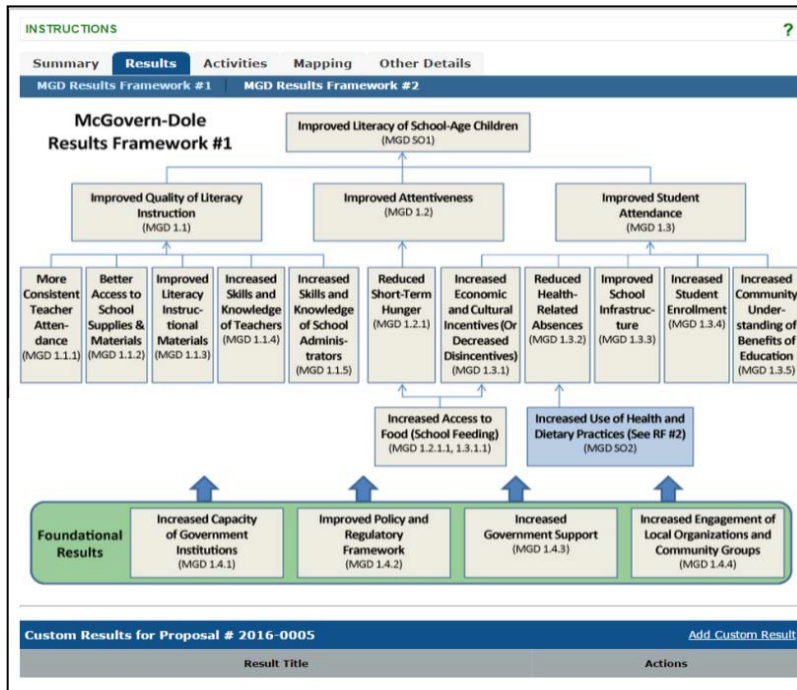 INSTRUCTIONS
?
Summary Results Activities Mapping Other Details
MGD Results Framework #1 MGD Results Framework #2
McGovern-Dole
Results Framework #1
Improved Literacy of School-Age Children
(MGD SO1)
Improved Quality of Literacy
Instruction
(MGD 1.1)
Improved Attentiveness
(MGD 1.2)
Improved Student
Attendance
(MGD 1.3)
More
Consistent
Teacher
Atten-
dance
(MGD 1.1.1)
Better
Access to
School
Supplies &
Materials
(MGD 1.1.2)
Improved
Literacy
Instruc-
tional
Materials
(MGD 1.1.3)
Increased
Skills and
Knowledge
of Teachers
(MGD 1.1.4)
Increased
Skills and
Knowledge
of School
Adminis-
trators
(MGD 1.1.5)
Reduced
Short-Term
Hunger
(MGD 1.2.1)
Increased
Economic
and Cultural
Incentives (Or
Decreased
Disincentives)
(MGD 1.3.1)
Reduced
Health-
Related
Absences
(MGD 1.3.2)
Improved
School
Infrastruc-
ture
(MGD 1.3.3)
Increased
Student
Enrollment
(MGD 1.3.4)
Increased
Community
Under-
standing of
Benefits of
Education
(MGD 1.3.5)
Increased Access to
Food (School Feeding)
(MGD 1.2.1.1, 1.3.1.1)
Increased Use of Health and
Dietary Practices (See RF #2)
(MGD SO2)
Foundational
Results
Increased Capacity
of Government
Institutions
(MGD 1.4.1)
Improved Policy and
Regulatory
Framework
(MGD 1.4.2)
Increased
Government Support
(MGD 1.4.3)
Increased Engagement of
Local Organizations and
Community Groups
(MGD 1.4.4)
Custom Results for Proposal # 2016-0005 Add Custom Result
Result Title Actions